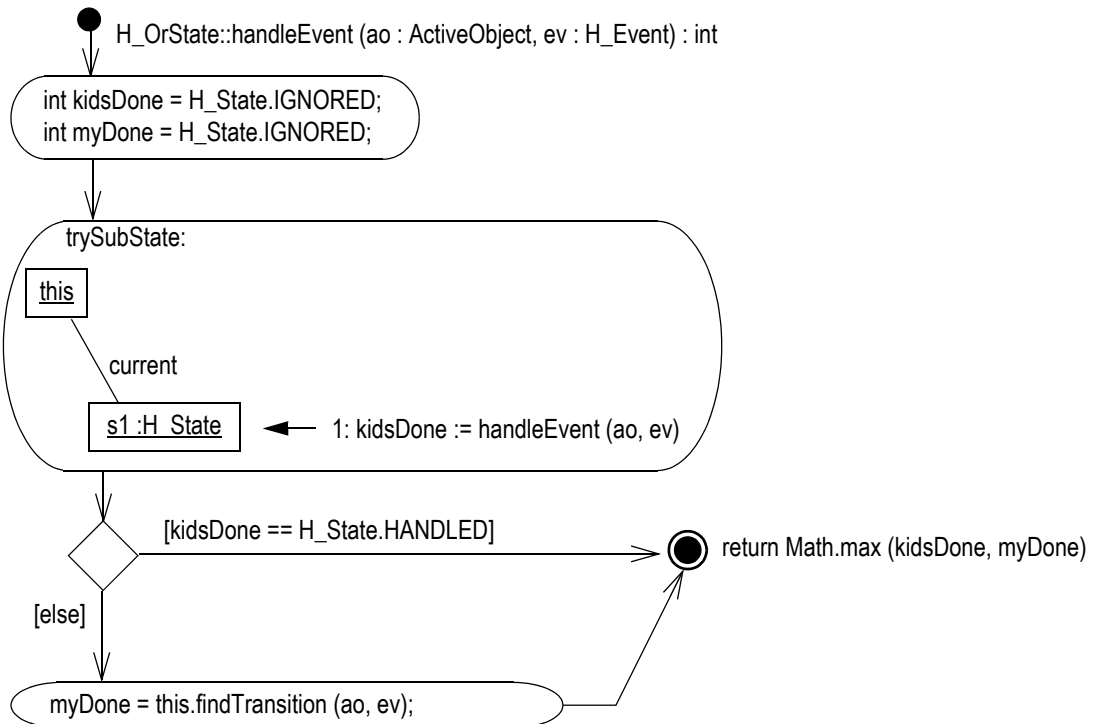 H_OrState::handleEvent (ao : ActiveObject, ev : H_Event) : int
int kidsDone = H_State.IGNORED;
int myDone = H_State.IGNORED;
trySubState:
this
current
s1 :H_State
1: kidsDone := handleEvent (ao, ev)
[kidsDone == H_State.HANDLED]
return Math.max (kidsDone, myDone)
[else]
myDone = this.findTransition (ao, ev);